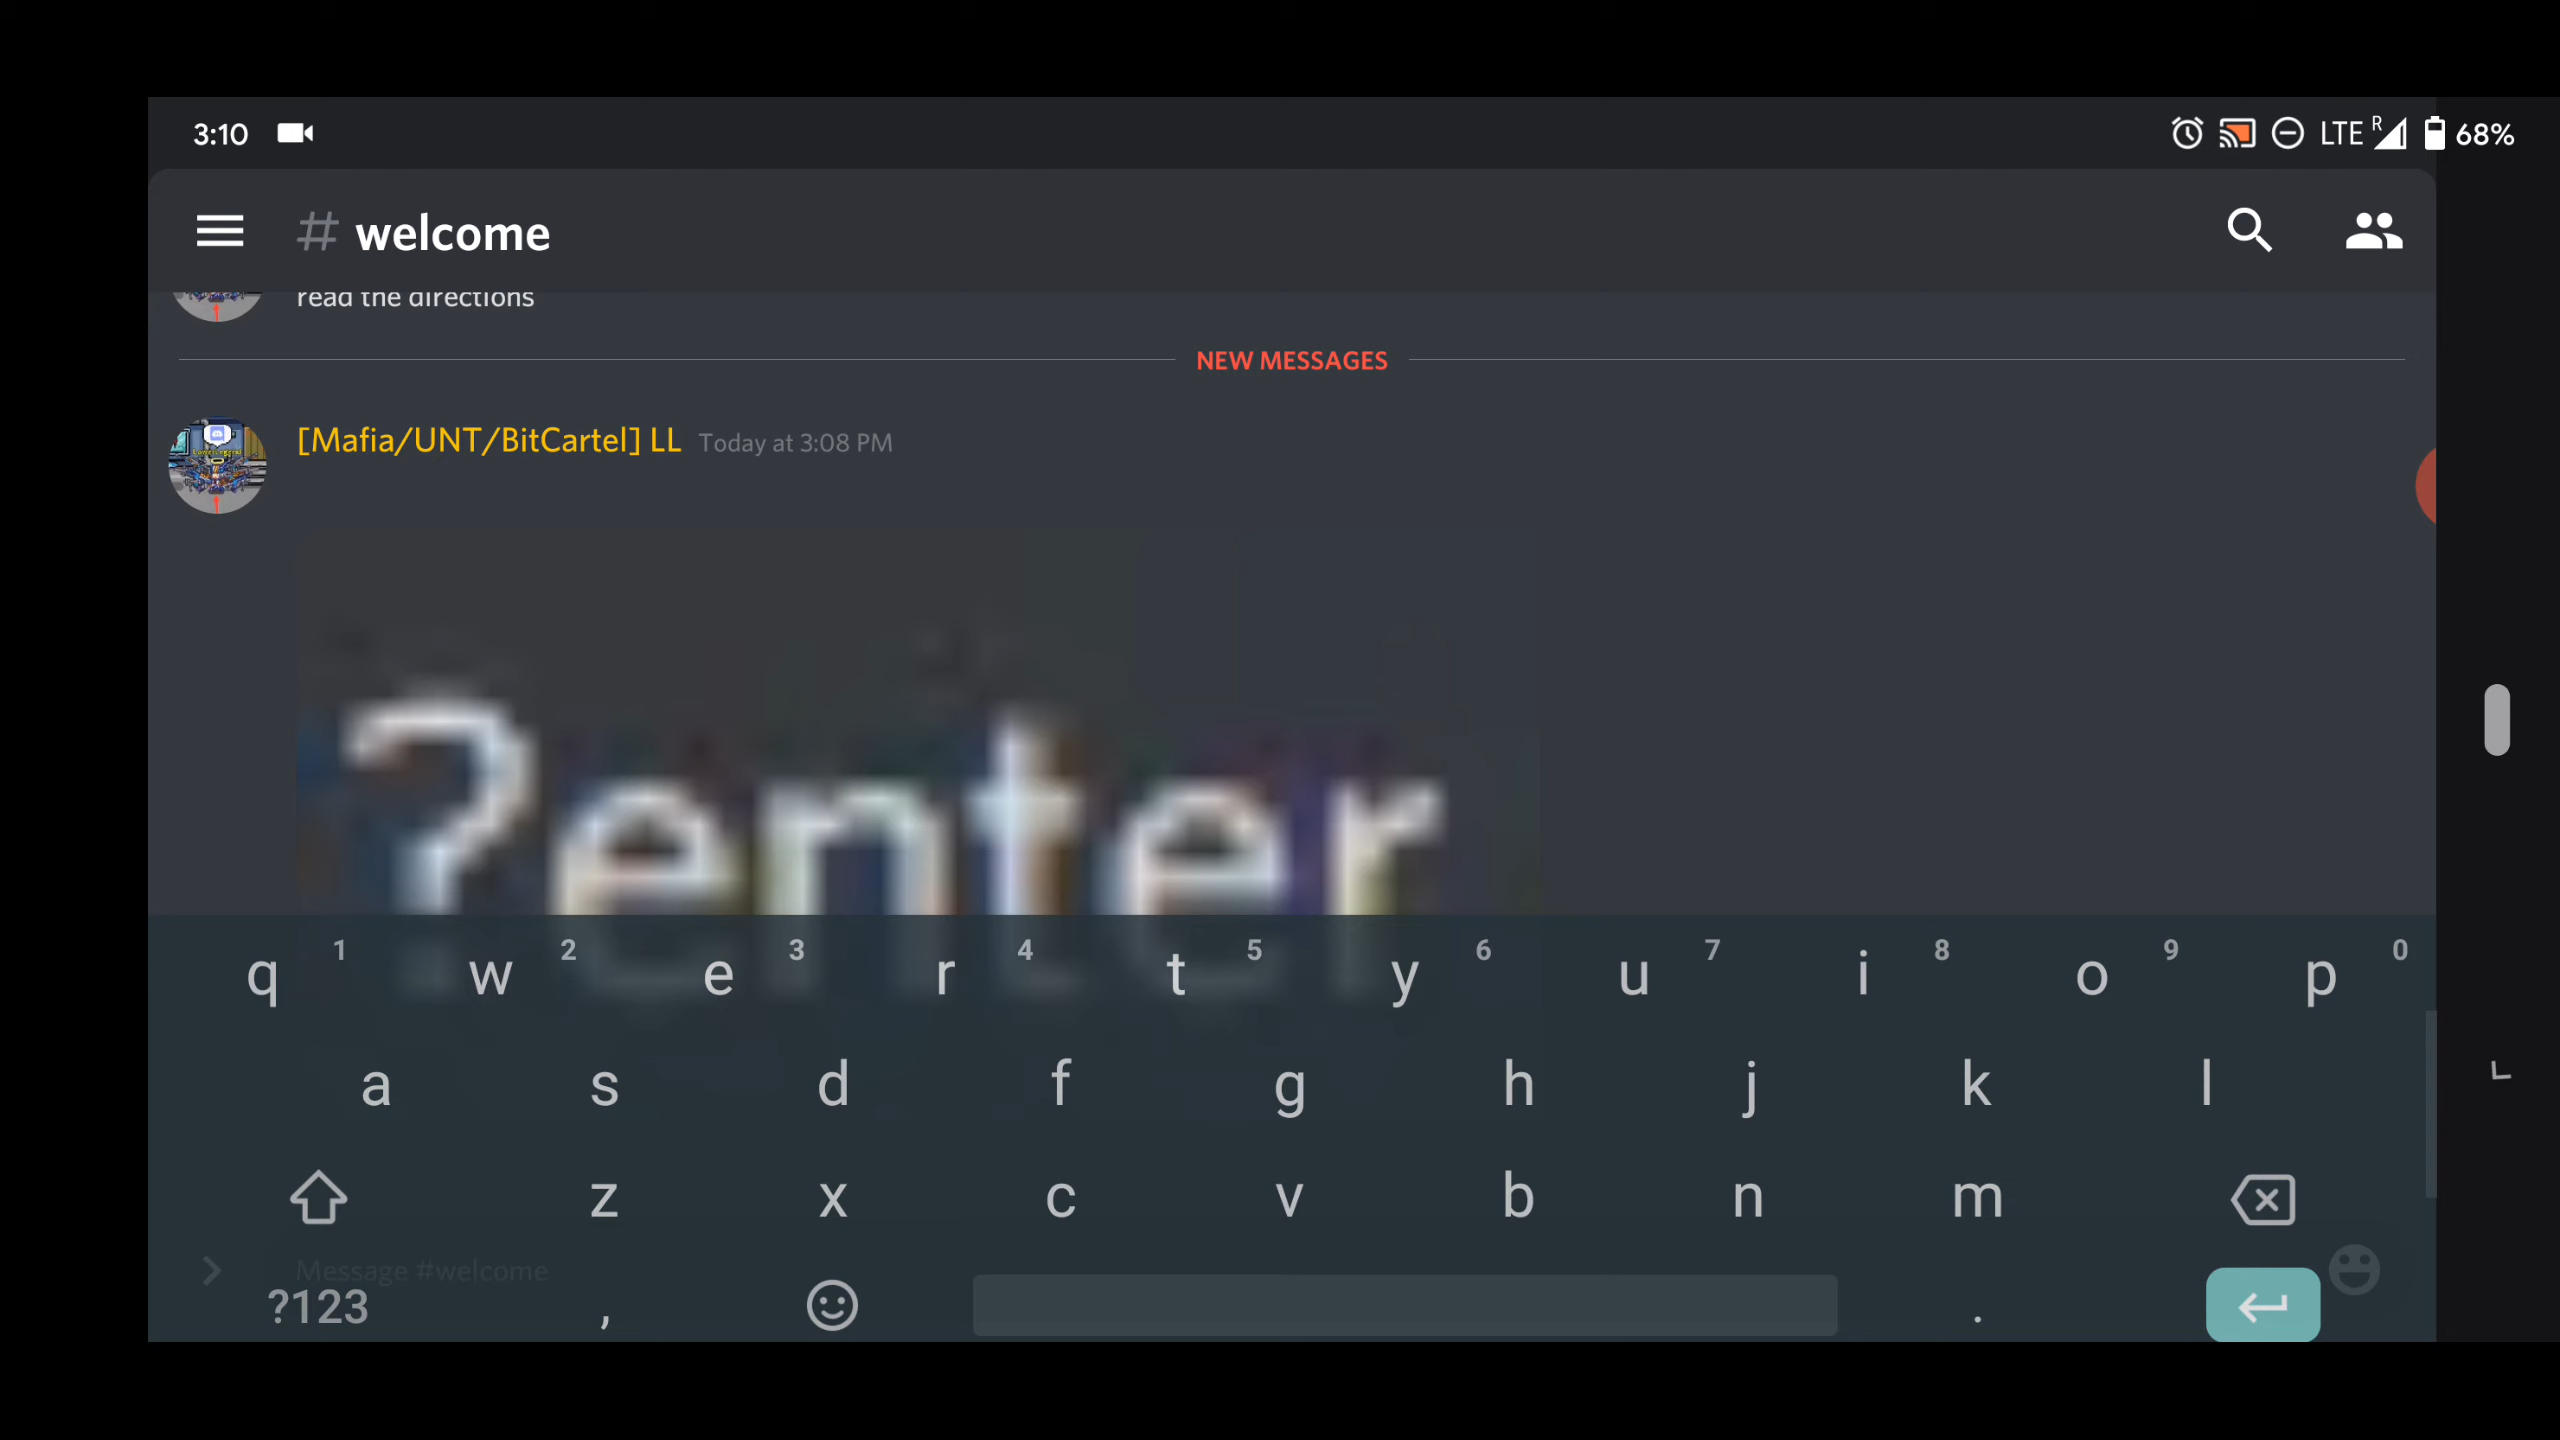 3:10 LTE R 68%
# welcome
read the directions
NEW MESSAGES
[Mafia/UNT/BitCartel] LL Today at 3:08 PM
?enter
q 1 w 2 e 3 r 4 t 5 y 6 u 7 i 8 o 9 p 0
a s d f g h j k l
z x c v b n m
Message #welcome
?123 , .